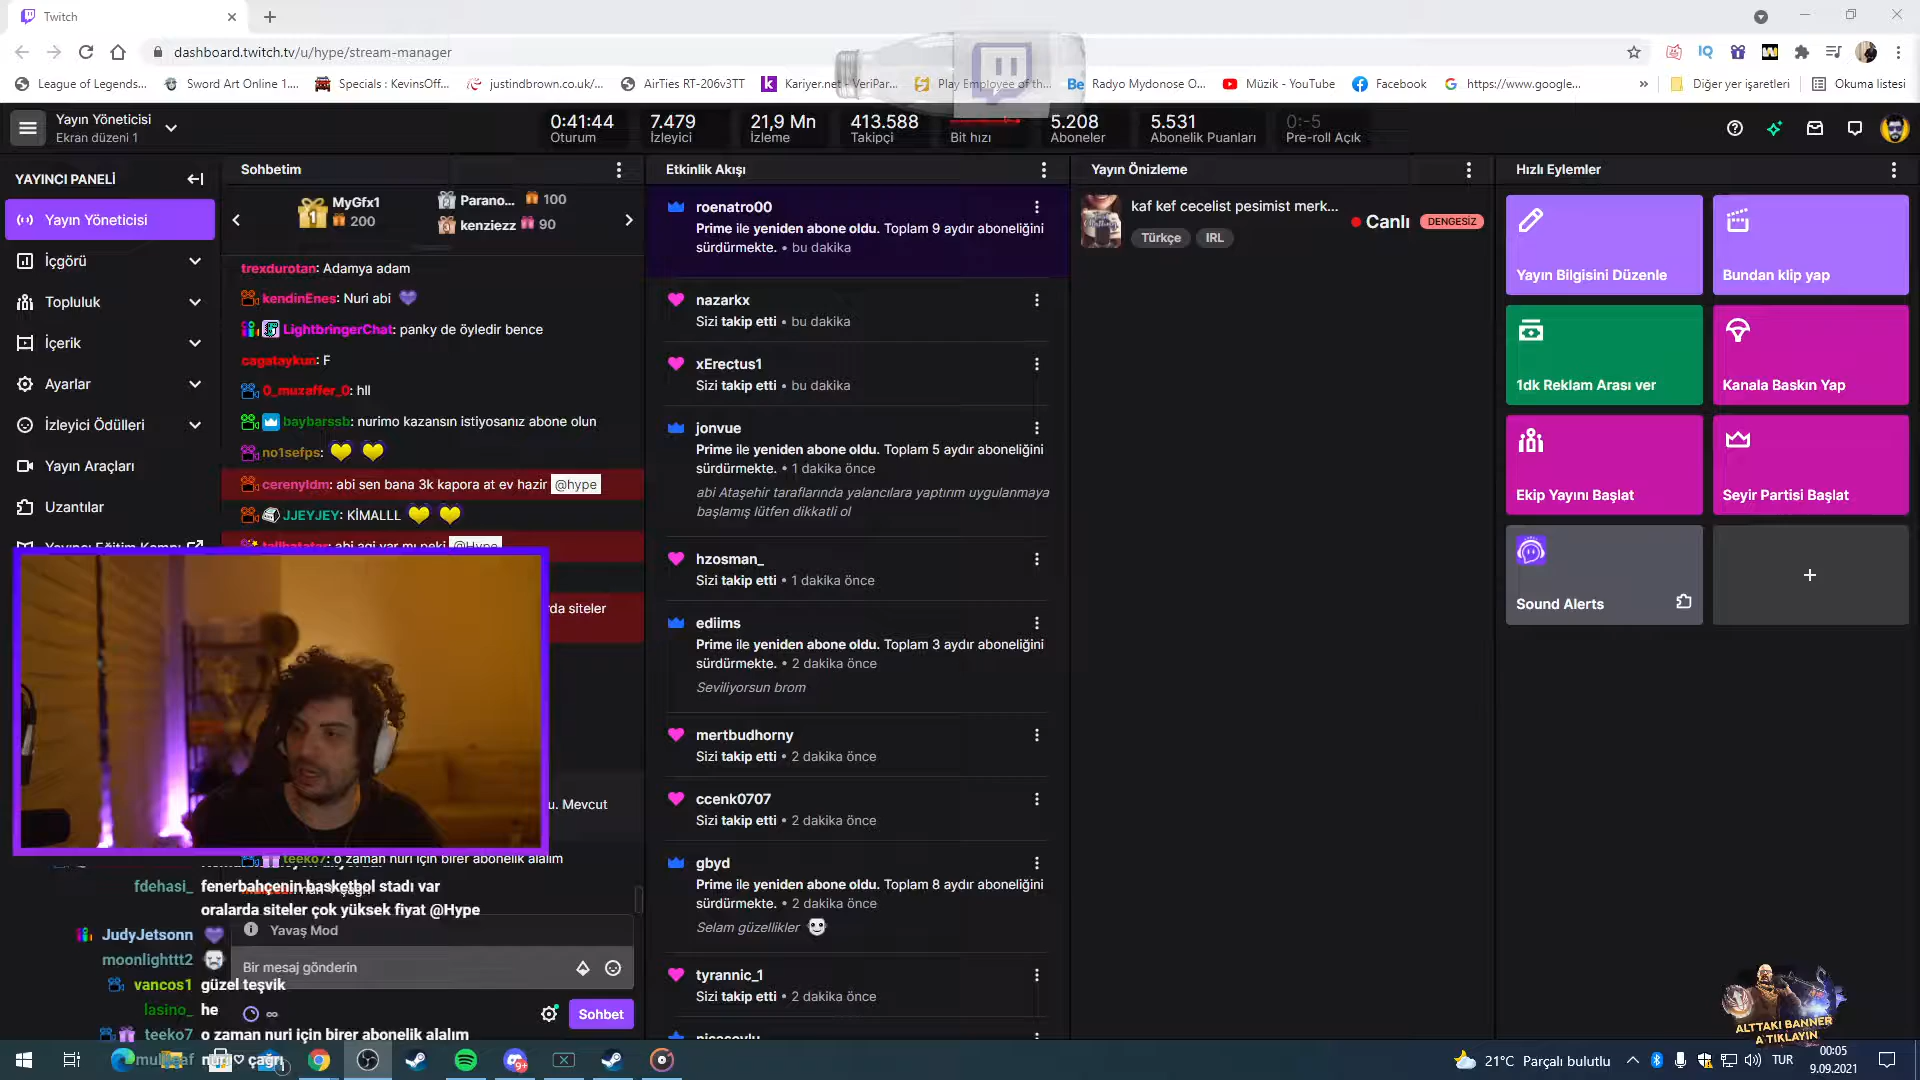 Twitch
dashboard.twitch.tv/u/hype/stream-manager
League of Legends...
Sword Art Online 1....
Specials : KevinsOff...
justindbrown.co.uk/...
AirTies RT-206v3TT
Kariyer.net - VeriPar...
Play Employee of th...
Radyo Mydonose O...
Müzik - YouTube
Facebook
https://www.google...
»
Diğer yer işaretleri
Okuma listesi
Yayın Yöneticisi
Ekran düzeni 1
0:41:44
Oturum
7.479
İzleyici
21,9 Mn
İzleme
413.588
Takipçi
Bit hızı
5.208
Aboneler
5.531
Abonelik Puanları
0:-5
Pre-roll Açık
YAYINCI PANELİ
Yayın Yöneticisi
İçgörü
Topluluk
İçerik
Ayarlar
İzleyici Ödülleri
Yayın Araçları
Uzantılar
Sohbetim
1 MyGfx1
200
2 Parano... 100
3 kenziezz 90
trexdurotan: Adamya adam
kendinEnes: Nuri abi
LightbringerChat: panky de öyledir bence
cagataykun: F
0_muzaffer_0: hll
baybarssb: nurimo kazansın istiyosanız abone olun
no1sefps:
cerenyldm: abi sen bana 3k kapora at ev hazir @hype
JJEYJEY: KİMALLL
rda siteler
u. Mevcut
teeko7: o zaman nuri için birer abonelik alalım
fdehasi_ fenerbahçenin basketbol stadı var
oralarda siteler çok yüksek fiyat @Hype
Yavaş Mod
JudyJetsonn
moonlighttt2
Bir mesaj gönderin
vancos1 güzel teşvik
lasino_ he
∞
Sohbet
teeko7 o zaman nuri için birer abonelik alalım
nuri♡ çağrı
Etkinlik Akışı
roenatro00
Prime ile yeniden abone oldu. Toplam 9 aydır aboneliğini
sürdürmekte. • bu dakika
nazarkx
Sizi takip etti • bu dakika
xErectus1
Sizi takip etti • bu dakika
jonvue
Prime ile yeniden abone oldu. Toplam 5 aydır aboneliğini
sürdürmekte. • 1 dakika önce
abi Ataşehir taraflarında yalancılara yaptırım uygulanmaya
başlamış lütfen dikkatli ol
hzosman_
Sizi takip etti • 1 dakika önce
ediims
Prime ile yeniden abone oldu. Toplam 3 aydır aboneliğini
sürdürmekte. • 2 dakika önce
Seviliyorsun brom
mertbudhorny
Sizi takip etti • 2 dakika önce
ccenk0707
Sizi takip etti • 2 dakika önce
gbyd
Prime ile yeniden abone oldu. Toplam 8 aydır aboneliğini
sürdürmekte. • 2 dakika önce
Selam güzellikler
tyrannic_1
Sizi takip etti • 2 dakika önce
Yayın Önizleme
kaf kef cecelist pesimist merk...
Canlı
DENGESİZ
Türkçe
IRL
Hızlı Eylemler
Yayın Bilgisini Düzenle
Bundan klip yap
1dk Reklam Arası ver
Kanala Baskın Yap
Ekip Yayını Başlat
Seyir Partisi Başlat
Sound Alerts
ALTTAKI BANNER
A TIKLAYIN
21°C Parçalı bulutlu
TUR
00:05
9.09.2021